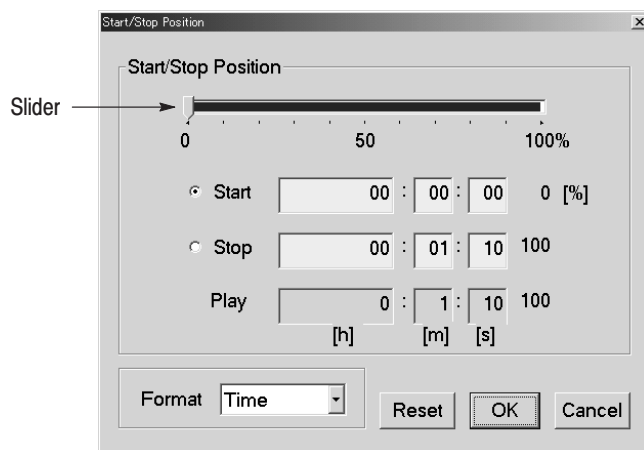 Start/Stop Position
Start/Stop Position
Slider
0 50 100%
Start 00 : 00 : 00 0 [%]
Stop 00 : 01 : 10 100
Play 0 : 1 : 10 100
[h] [m] [s]
Format Time Reset OK Cancel